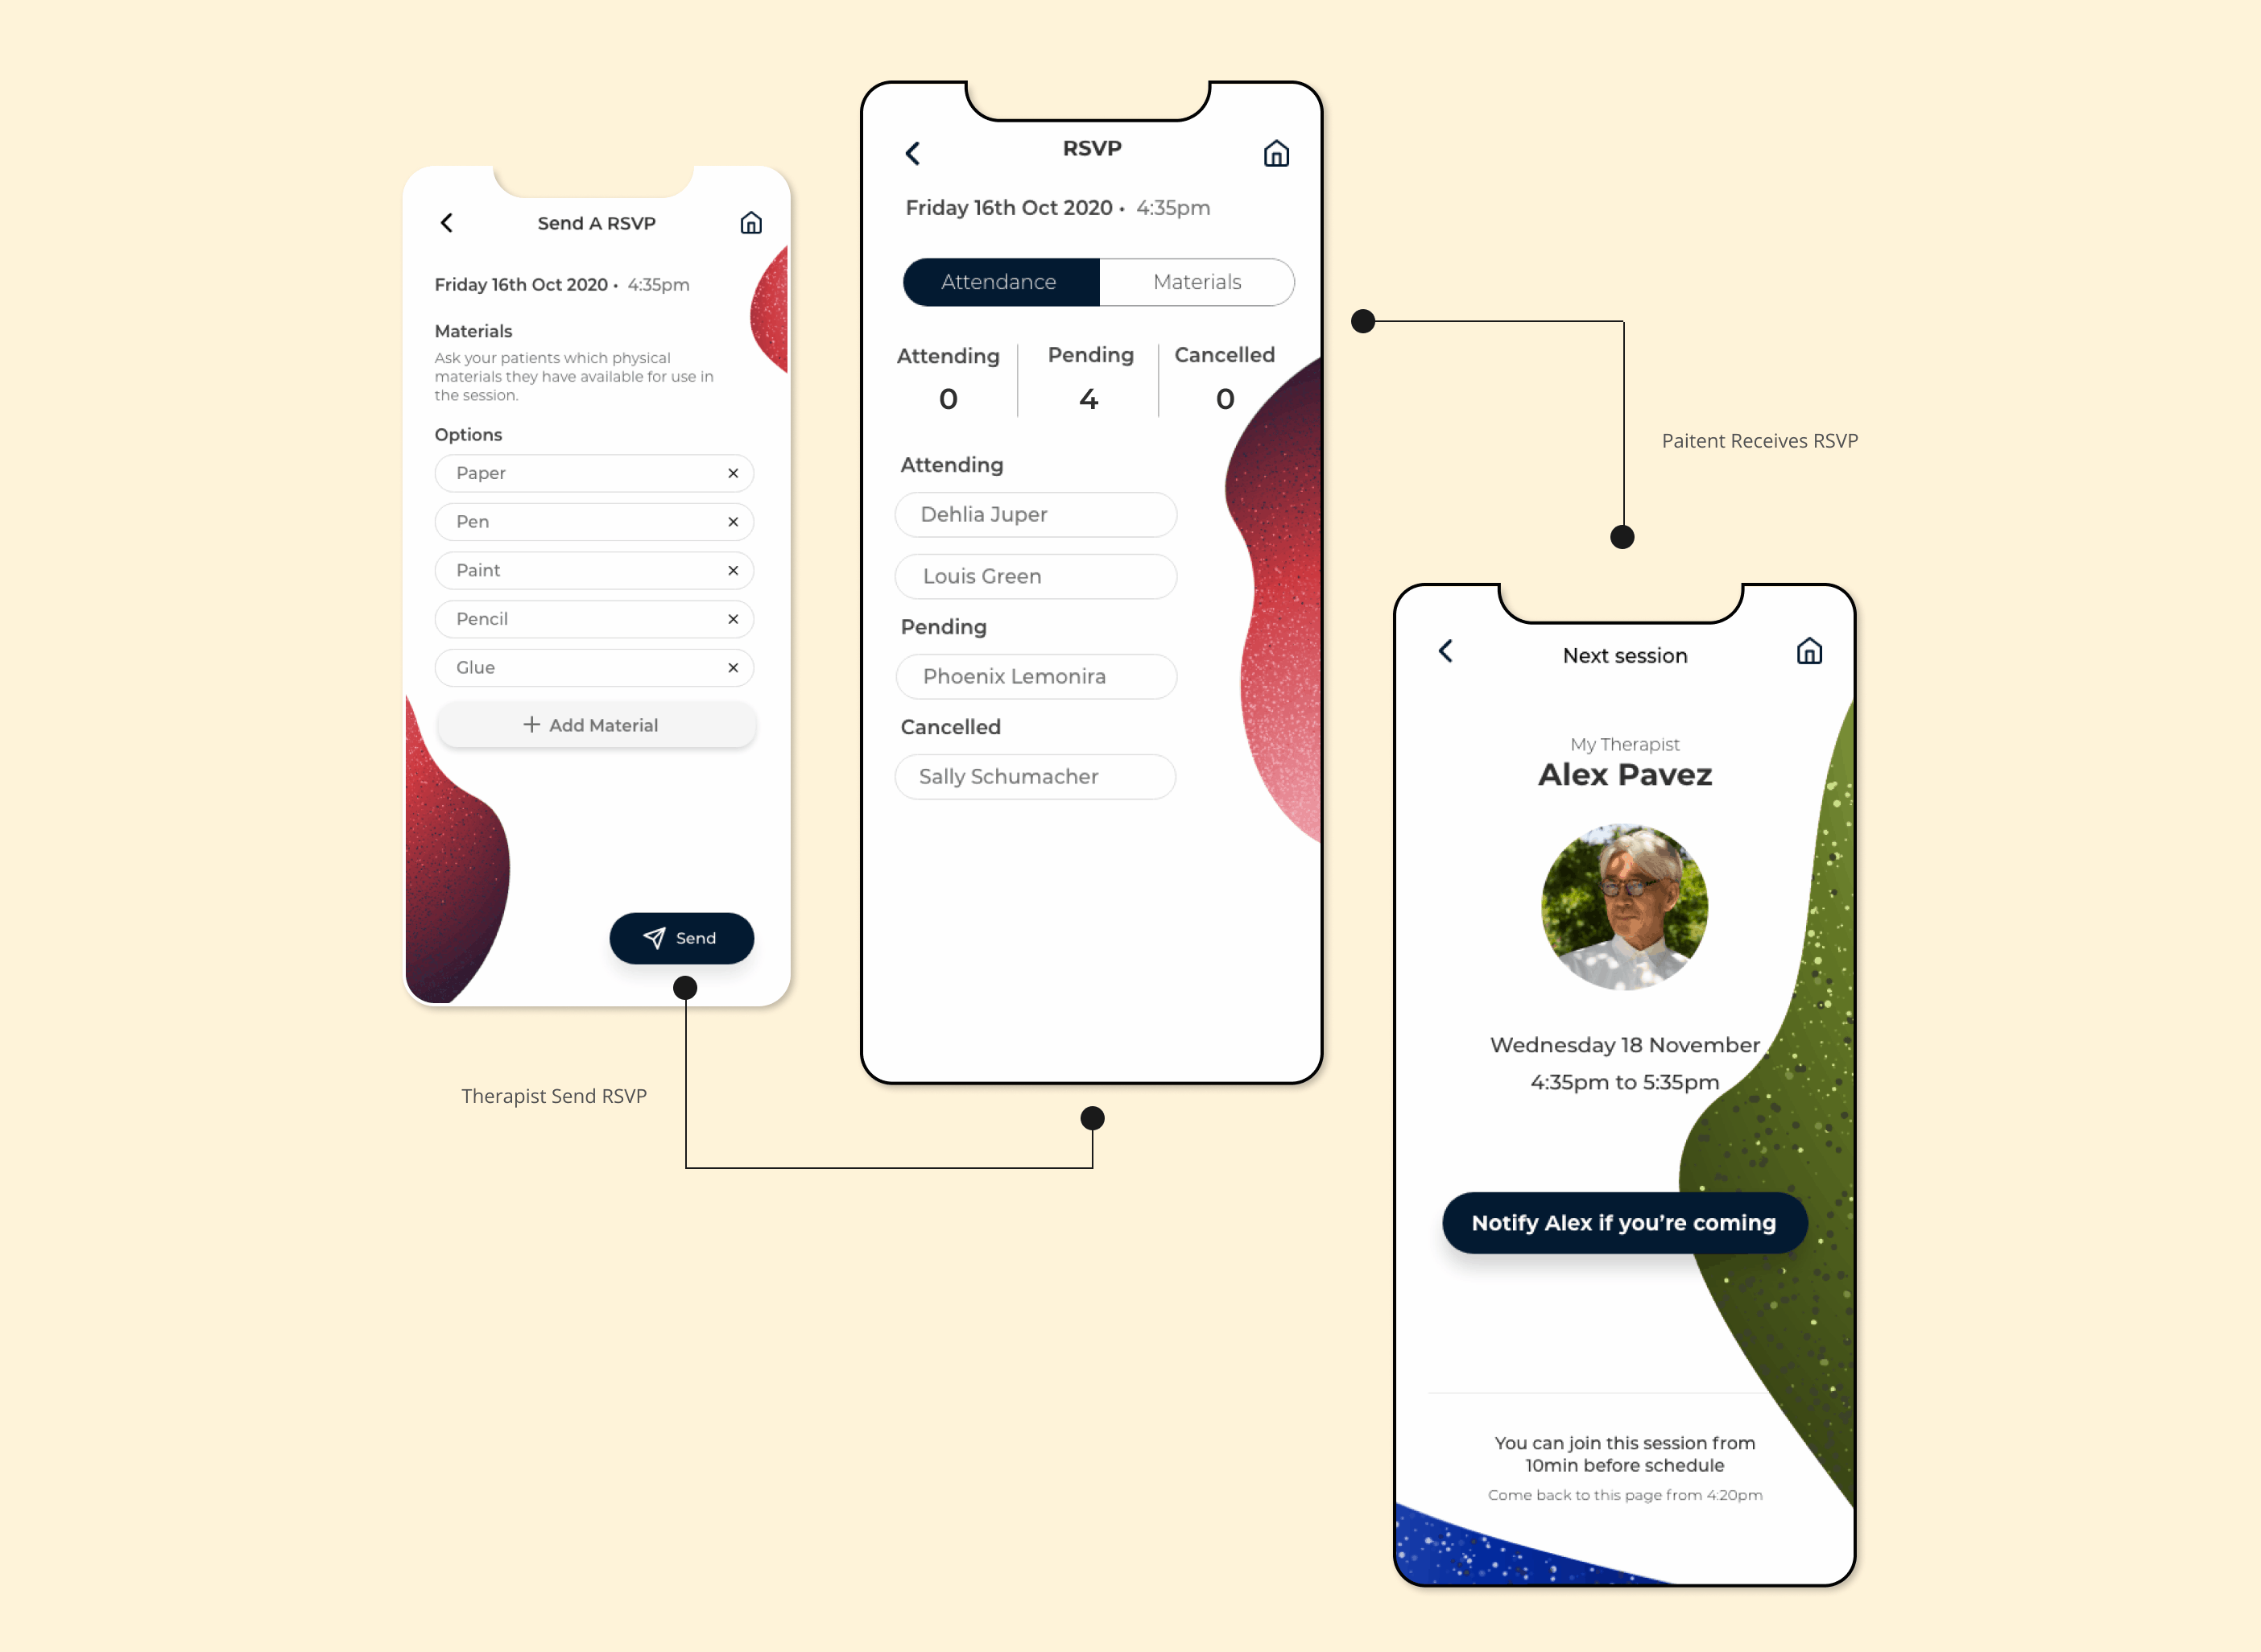 Send A RSVP
Friday 16th Oct 2020 • 4:35pm
Materials
Ask your patients which physical
materials they have available for use in
the session.
Options
Paper ×
Pen ×
Paint ×
Pencil ×
Glue ×
+ Add Material
Send
Therapist Send RSVP
RSVP
Friday 16th Oct 2020 • 4:35pm
Attendance Materials
Attending Pending Cancelled
0 4 0
Attending
Dehlia Juper
Louis Green
Pending
Phoenix Lemonira
Cancelled
Sally Schumacher
Paitent Receives RSVP
Next session
My Therapist
Alex Pavez
Wednesday 18 November
4:35pm to 5:35pm
Notify Alex if you’re coming
You can join this session from
10min before schedule
Come back to this page from 4:20pm